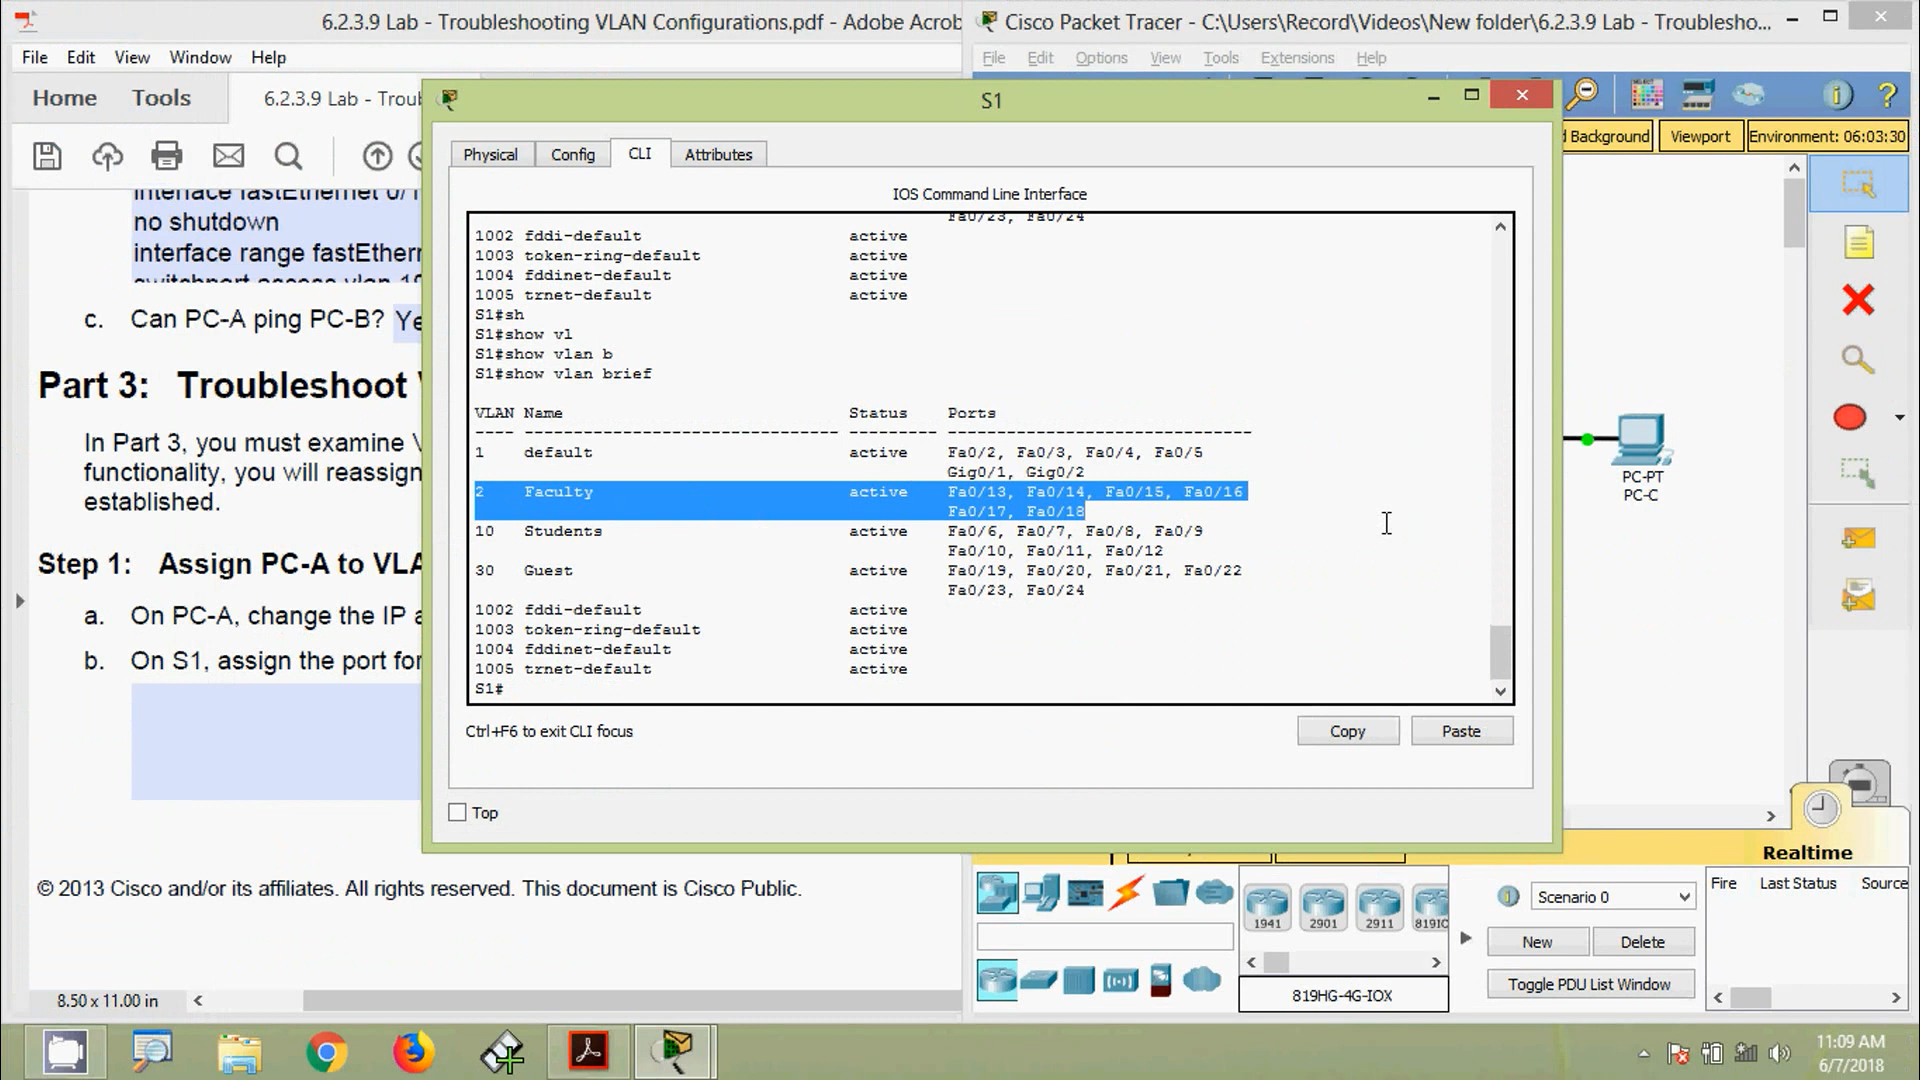 6.2.3.9 Lab - Troubleshooting VLAN Configurations.pdf - Adobe Acrob
Cisco Packet Tracer - C:\Users\Record\Videos\New folder\6.2.3.9 Lab - Troublesho...
File Edit View Window Help
File Edit Options View Tools Extensions Help
Home Tools
6.2.3.9 Lab - Trou
S1
d Background
Viewport
Environment: 06:03:30
Physical
Config
CLI
Attributes
IOS Command Line Interface
interface fastEthernet 0/1
no shutdown
interface range fastEthern
switchport access vlan 10
c. Can PC-A ping PC-B? Ye
Part 3: Troubleshoot
In Part 3, you must examine
functionality, you will reassign
established.
Step 1: Assign PC-A to VLA
a. On PC-A, change the IP a
b. On S1, assign the port for
Fa0/23, Fa0/24
1002 fddi-default active
1003 token-ring-default active
1004 fddinet-default active
1005 trnet-default active
S1#sh
S1#show vl
S1#show vlan b
S1#show vlan brief
VLAN Name Status Ports
---- -------------------------------- --------- -------------------------------
1 default active Fa0/2, Fa0/3, Fa0/4, Fa0/5
Gig0/1, Gig0/2
2 Faculty active Fa0/13, Fa0/14, Fa0/15, Fa0/16
Fa0/17, Fa0/18
10 Students active Fa0/6, Fa0/7, Fa0/8, Fa0/9
Fa0/10, Fa0/11, Fa0/12
30 Guest active Fa0/19, Fa0/20, Fa0/21, Fa0/22
Fa0/23, Fa0/24
1002 fddi-default active
1003 token-ring-default active
1004 fddinet-default active
1005 trnet-default active
S1#
Ctrl+F6 to exit CLI focus
Copy
Paste
Top
PC-PT
PC-C
© 2013 Cisco and/or its affiliates. All rights reserved. This document is Cisco Public.
8.50 x 11.00 in
Realtime
1941
2901
2911
819IO
819HG-4G-IOX
Scenario 0
New
Delete
Toggle PDU List Window
Fire Last Status Source
11:09 AM
6/7/2018